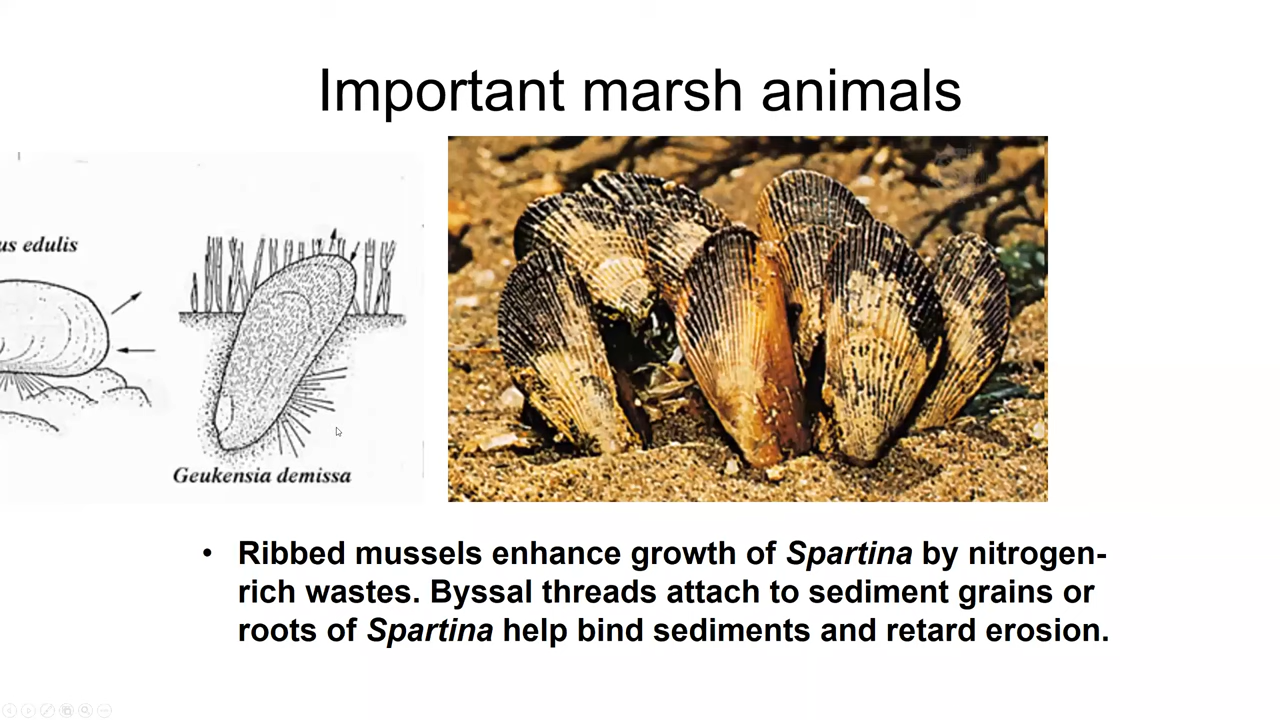 Important marsh animals
us edulis
Geukensia demissa
• Ribbed mussels enhance growth of Spartina by nitrogen-
rich wastes. Byssal threads attach to sediment grains or
roots of Spartina help bind sediments and retard erosion.